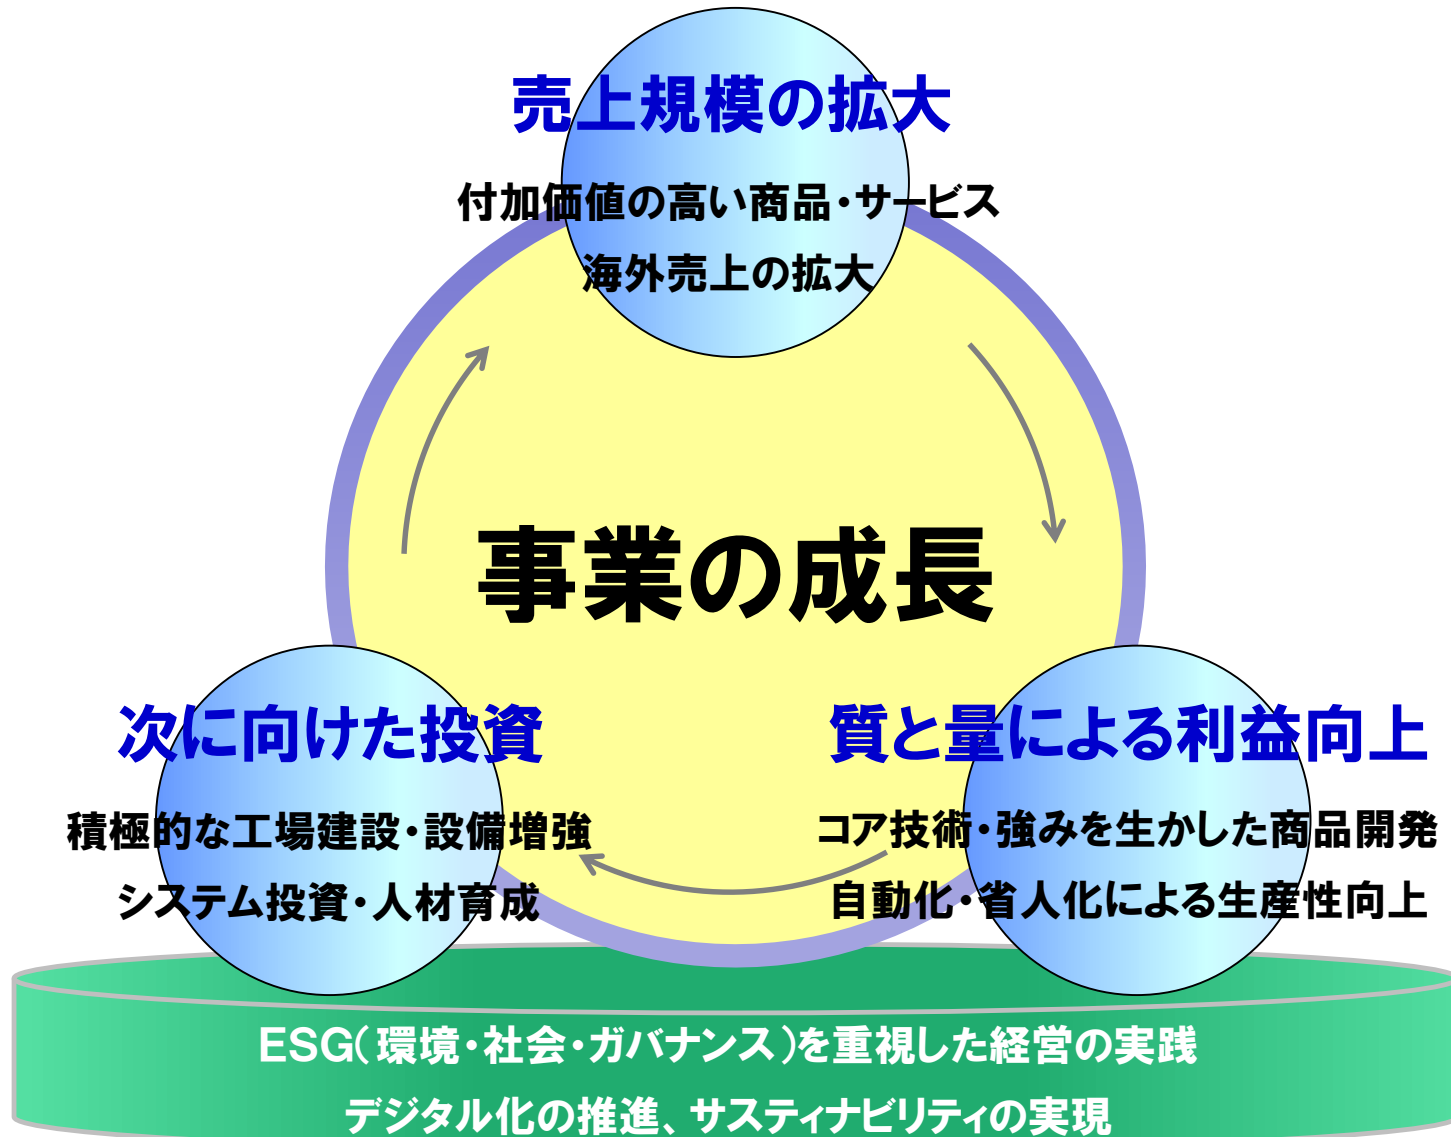 売上規模の拡大
付加価値の高い商品・サービス
海外売上の拡大
事業の成長
次に向けた投資
積極的な工場建設・設備増強
システム投資・人材育成
質と量による利益向上
コア技術・強みを生かした商品開発
自動化・省人化による生産性向上
ESG(環境・社会・ガバナンス)を重視した経営の実践
デジタル化の推進、サスティナビリティの実現